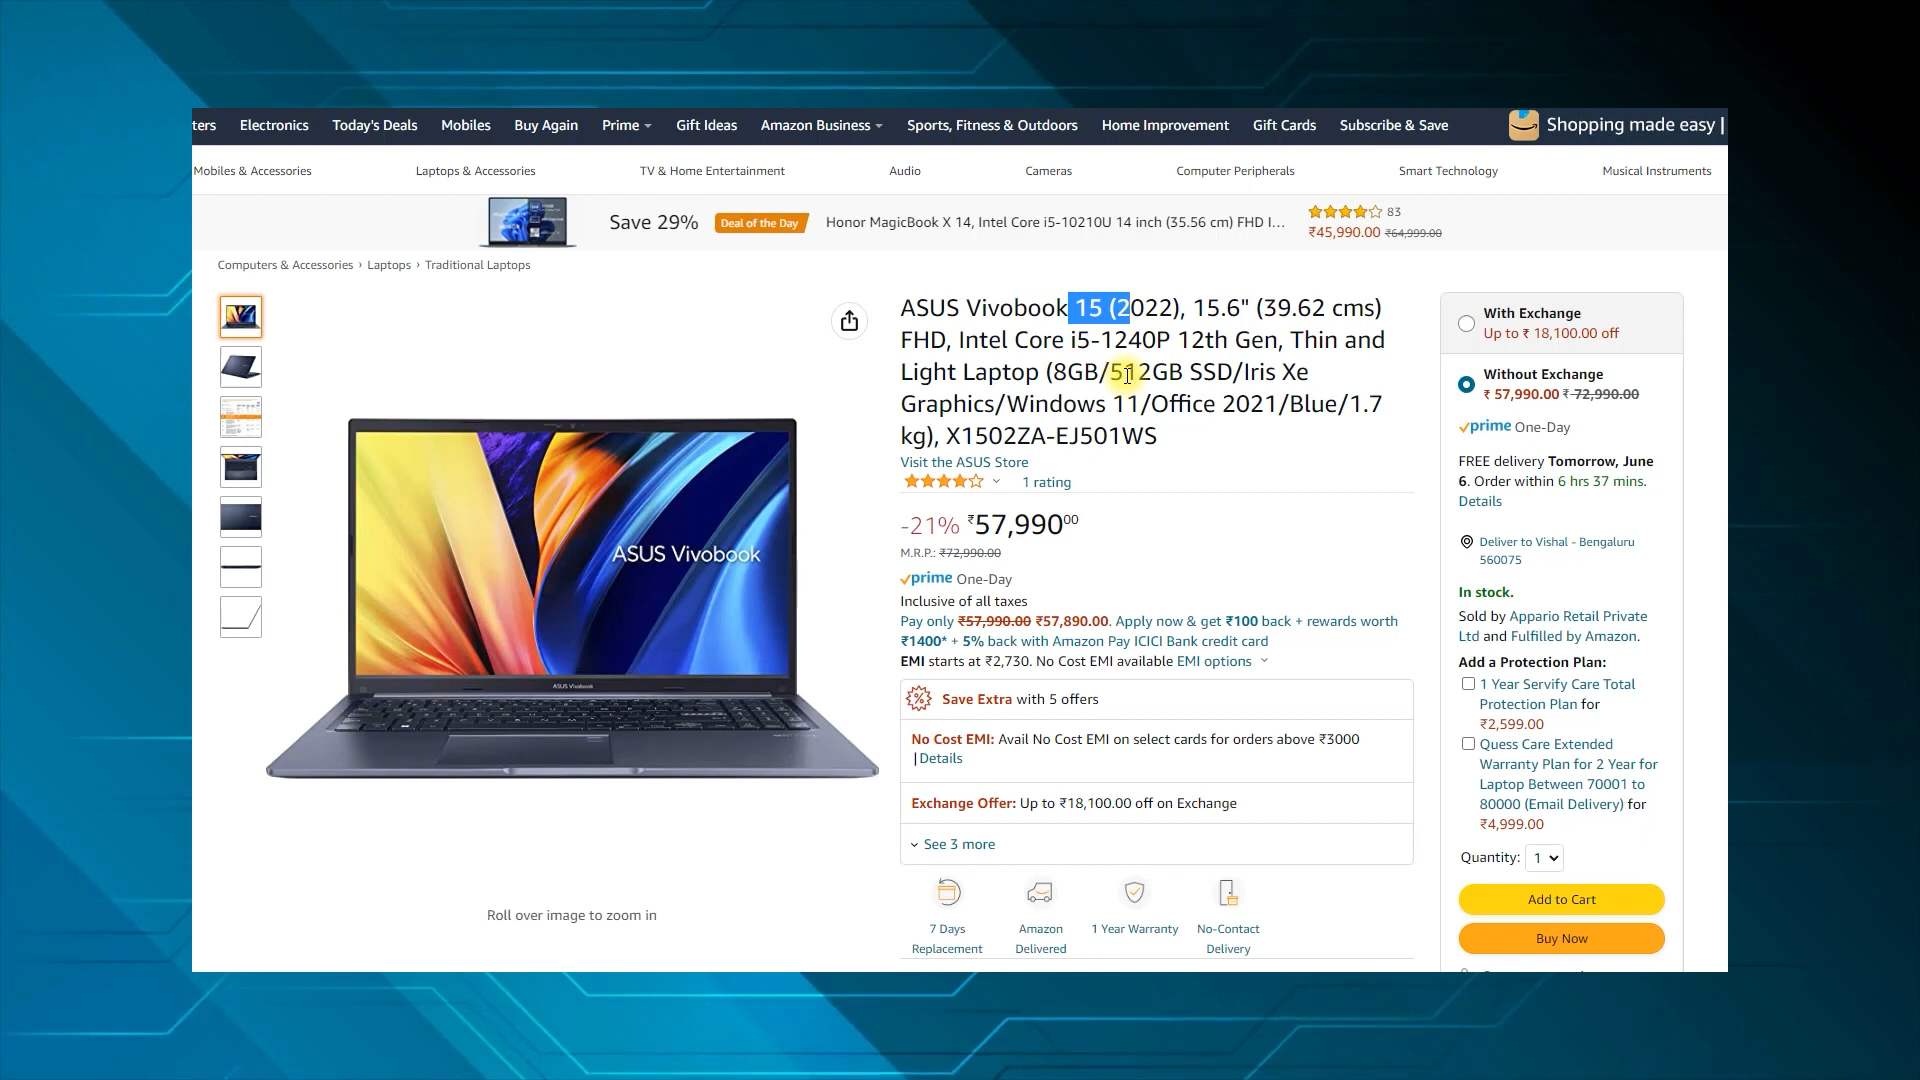 ters Electronics Today's Deals Mobiles Buy Again Prime Gift Ideas Amazon Business Sports, Fitness & Outdoors Home Improvement Gift Cards Subscribe & Save Shopping made easy |
Mobiles & Accessories Laptops & Accessories TV & Home Entertainment Audio Cameras Computer Peripherals Smart Technology Musical Instruments
Save 29% Deal of the Day Honor MagicBook X 14, Intel Core i5-10210U 14 inch (35.56 cm) FHD I... 83
₹45,990.00 ₹64,999.00
Computers & Accessories › Laptops › Traditional Laptops
ASUS Vivobook 15 (2022), 15.6" (39.62 cms)
FHD, Intel Core i5-1240P 12th Gen, Thin and
Light Laptop (8GB/512GB SSD/Iris Xe
Graphics/Windows 11/Office 2021/Blue/1.7
kg), X1502ZA-EJ501WS
Visit the ASUS Store
1 rating
-21% ₹57,99000
M.R.P.: ₹72,990.00
prime One-Day
Inclusive of all taxes
Pay only ₹57,990.00 ₹57,890.00. Apply now & get ₹100 back + rewards worth
₹1400* + 5% back with Amazon Pay ICICI Bank credit card
EMI starts at ₹2,730. No Cost EMI available EMI options
Save Extra with 5 offers
No Cost EMI: Avail No Cost EMI on select cards for orders above ₹3000
|Details
Exchange Offer: Up to ₹18,100.00 off on Exchange
See 3 more
7 Days
Replacement
Amazon
Delivered
1 Year Warranty
No-Contact
Delivery
ASUS Vivobook
ASUS Vivobook
Roll over image to zoom in
With Exchange
Up to ₹ 18,100.00 off
Without Exchange
₹ 57,990.00 ₹ 72,990.00
prime One-Day
FREE delivery Tomorrow, June
6. Order within 6 hrs 37 mins.
Details
Deliver to Vishal - Bengaluru
560075
In stock.
Sold by Appario Retail Private
Ltd and Fulfilled by Amazon.
Add a Protection Plan:
1 Year Servify Care Total
Protection Plan for
₹2,599.00
Quess Care Extended
Warranty Plan for 2 Year for
Laptop Between 70001 to
80000 (Email Delivery) for
₹4,999.00
Quantity: 1
Add to Cart
Buy Now